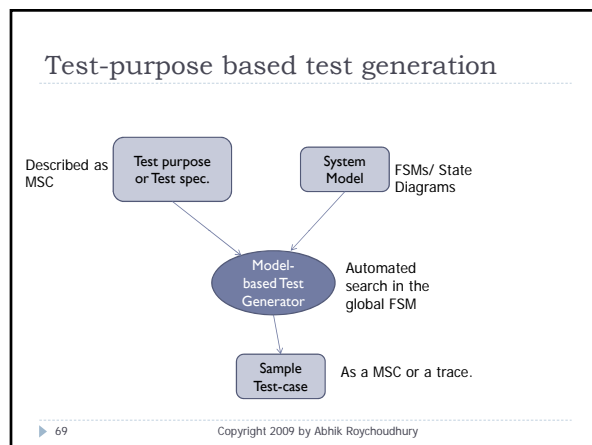 Test-purpose based test generation
Described as
MSC
Test purpose
or Test spec.
System
Model
FSMs/ State
Diagrams
Model-
based Test
Generator
Automated
search in the
global FSM
Sample
Test-case
As a MSC or a trace.
69
Copyright 2009 by Abhik Roychoudhury